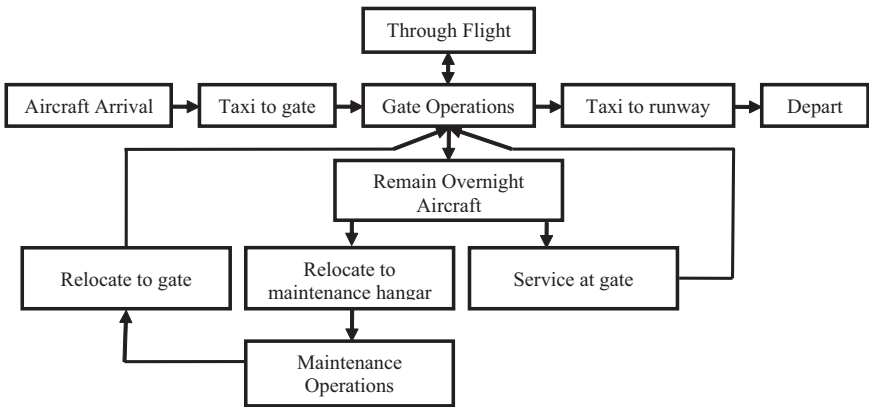 Through Flight
Aircraft Arrival
Taxi to gate
Gate Operations
Taxi to runway
Depart
Remain Overnight
Aircraft
Relocate to gate
Relocate to
maintenance hangar
Service at gate
Maintenance
Operations